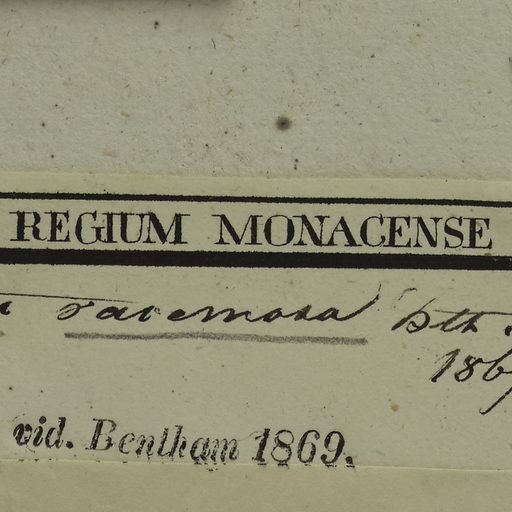 REGIUM MONACENSE
racemosa Bth.
186
vid. Bentham 1869.